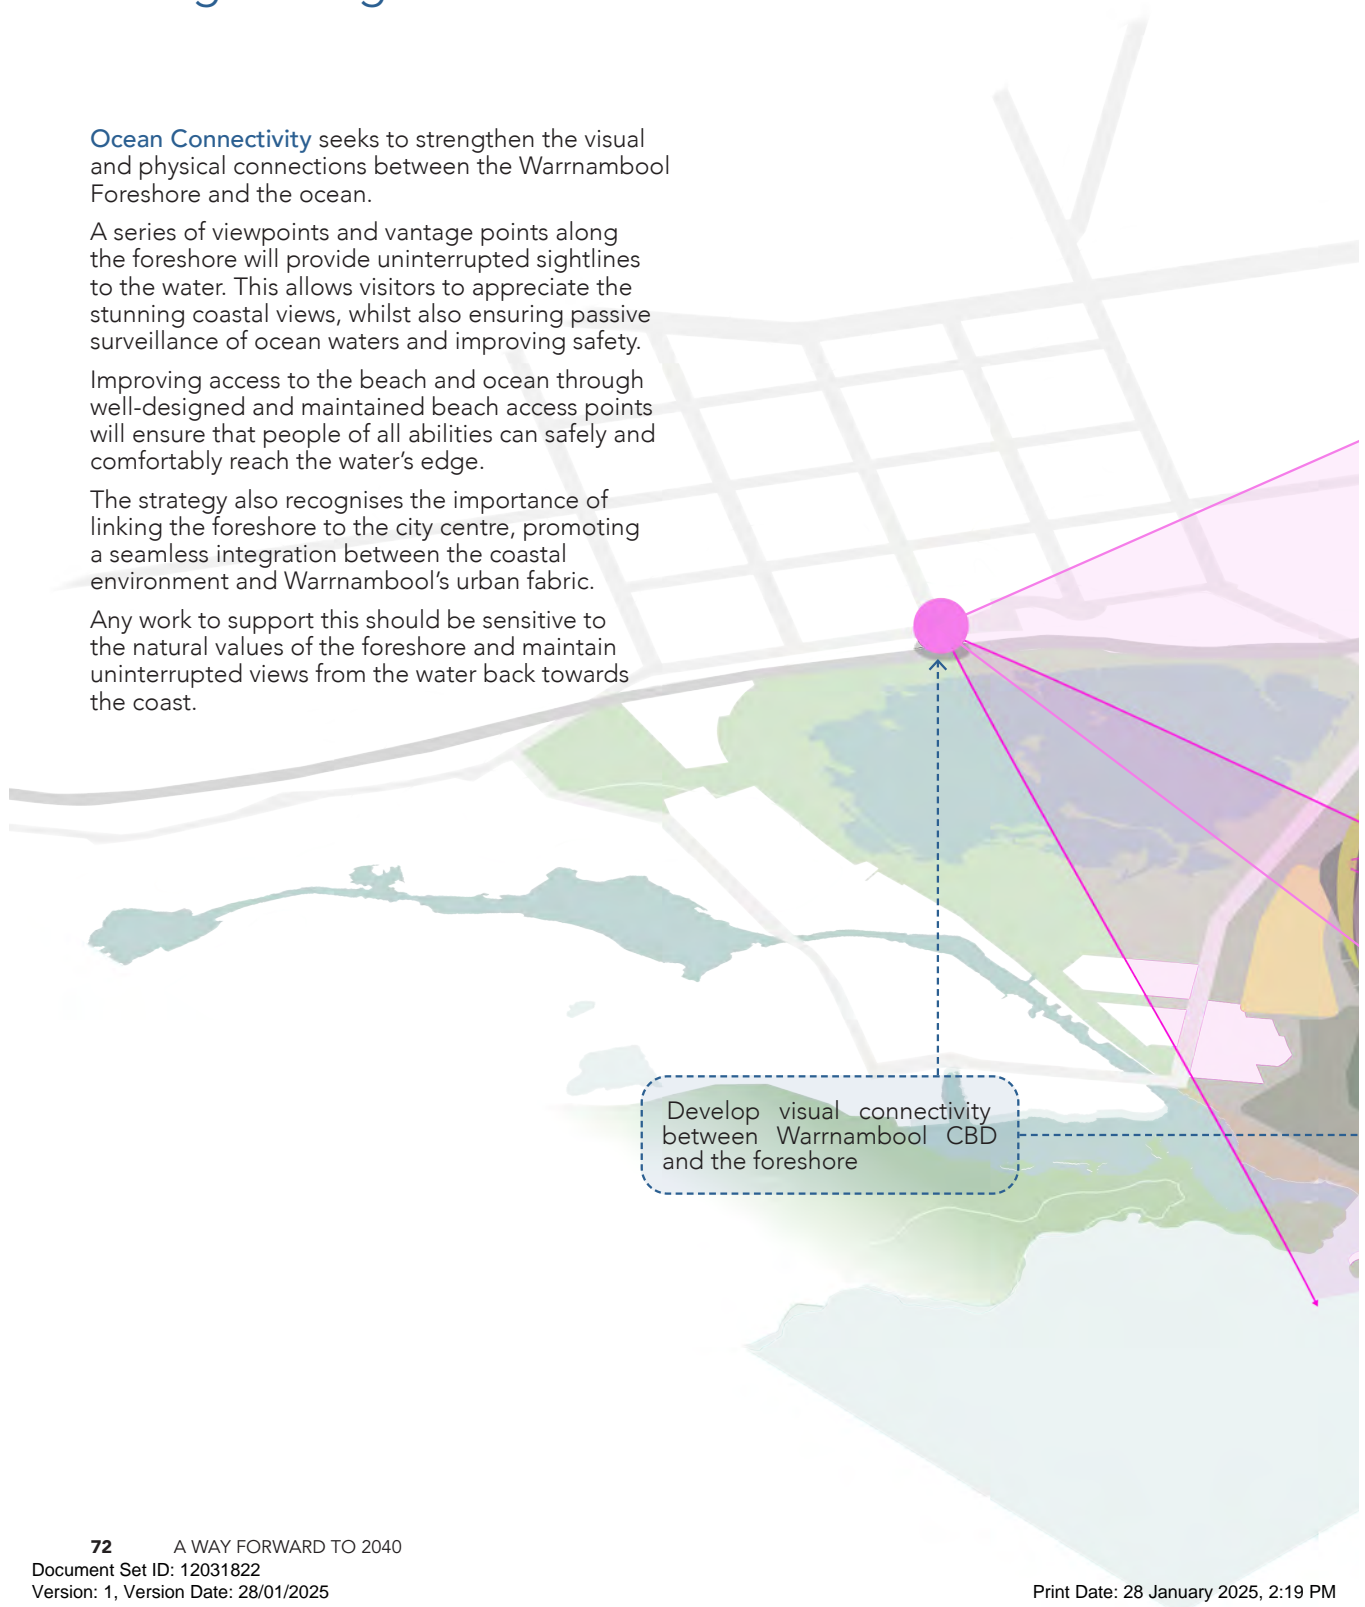 Ocean Connectivity seeks to strengthen the visual
and physical connections between the Warrnambool
Foreshore and the ocean.
A series of viewpoints and vantage points along
the foreshore will provide uninterrupted sightlines
to the water. This allows visitors to appreciate the
stunning coastal views, whilst also ensuring passive
surveillance of ocean waters and improving safety.
Improving access to the beach and ocean through
well-designed and maintained beach access points
will ensure that people of all abilities can safely and
comfortably reach the water's edge.
The strategy also recognises the importance of
linking the foreshore to the city centre, promoting
a seamless integration between the coastal
environment and Warrnambool's urban fabric.
Any work to support this should be sensitive to
the natural values of the foreshore and maintain
uninterrupted views from the water back towards
the coast.
Develop visual connectivity
between Warrnambool CBD
and the foreshore
72 A WAY FORWARD TO 2040
Document Set ID: 12031822
Version: 1, Version Date: 28/01/2025
Print Date: 28 January 2025, 2:19 PM